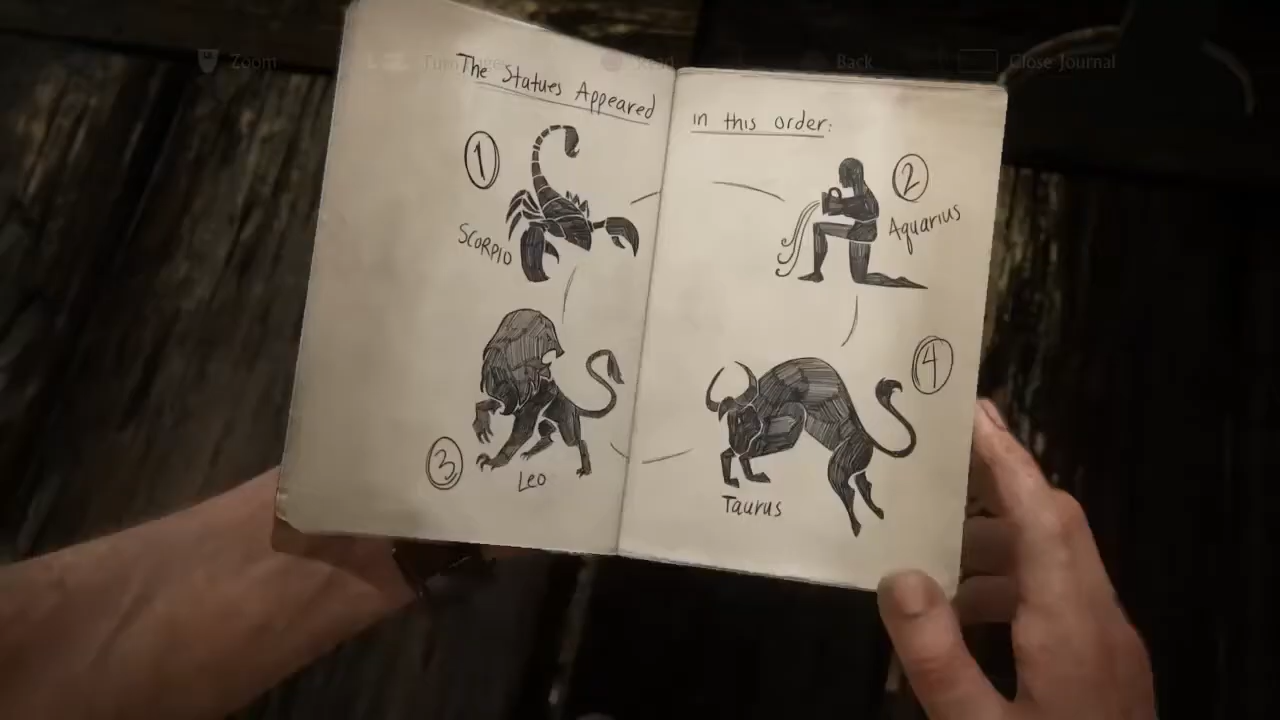 Zoom
Back
Close Journal
The Statues Appeared
in this order:
1
SCORPIO
2
Aquarius
3
Leo
4
Taurus